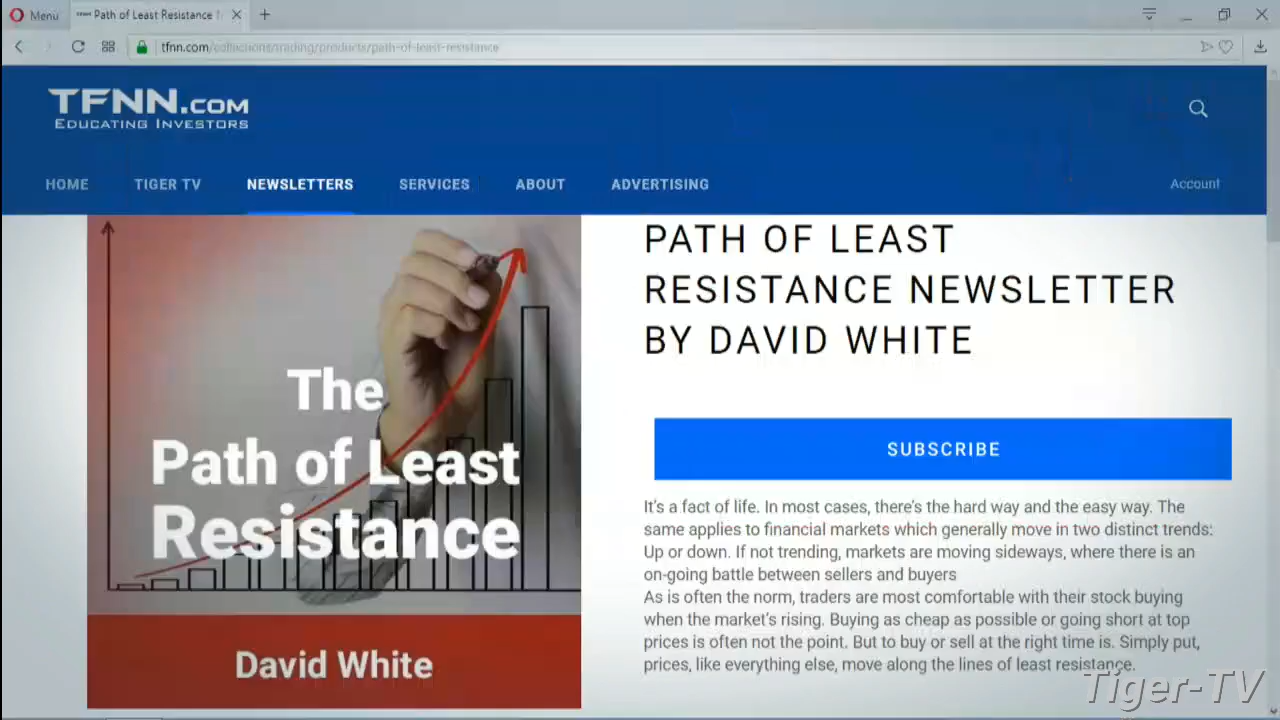 Menu
Path of Least Resistance
tfnn.com/collections/trading/products/path-of-least-resistance
TFNN.COM
EDUCATING INVESTORS
HOME TIGER TV NEWSLETTERS SERVICES ABOUT ADVERTISING Account
The
Path of Least
Resistance
David White
PATH OF LEAST
RESISTANCE NEWSLETTER
BY DAVID WHITE
SUBSCRIBE
It's a fact of life. In most cases, there's the hard way and the easy way. The
same applies to financial markets which generally move in two distinct trends:
Up or down. If not trending, markets are moving sideways, where there is an
on-going battle between sellers and buyers
As is often the norm, traders are most comfortable with their stock buying
when the market's rising. Buying as cheap as possible or going short at top
prices is often not the point. But to buy or sell at the right time is. Simply put,
prices, like everything else, move along the lines of least resistance.
Tiger-TV